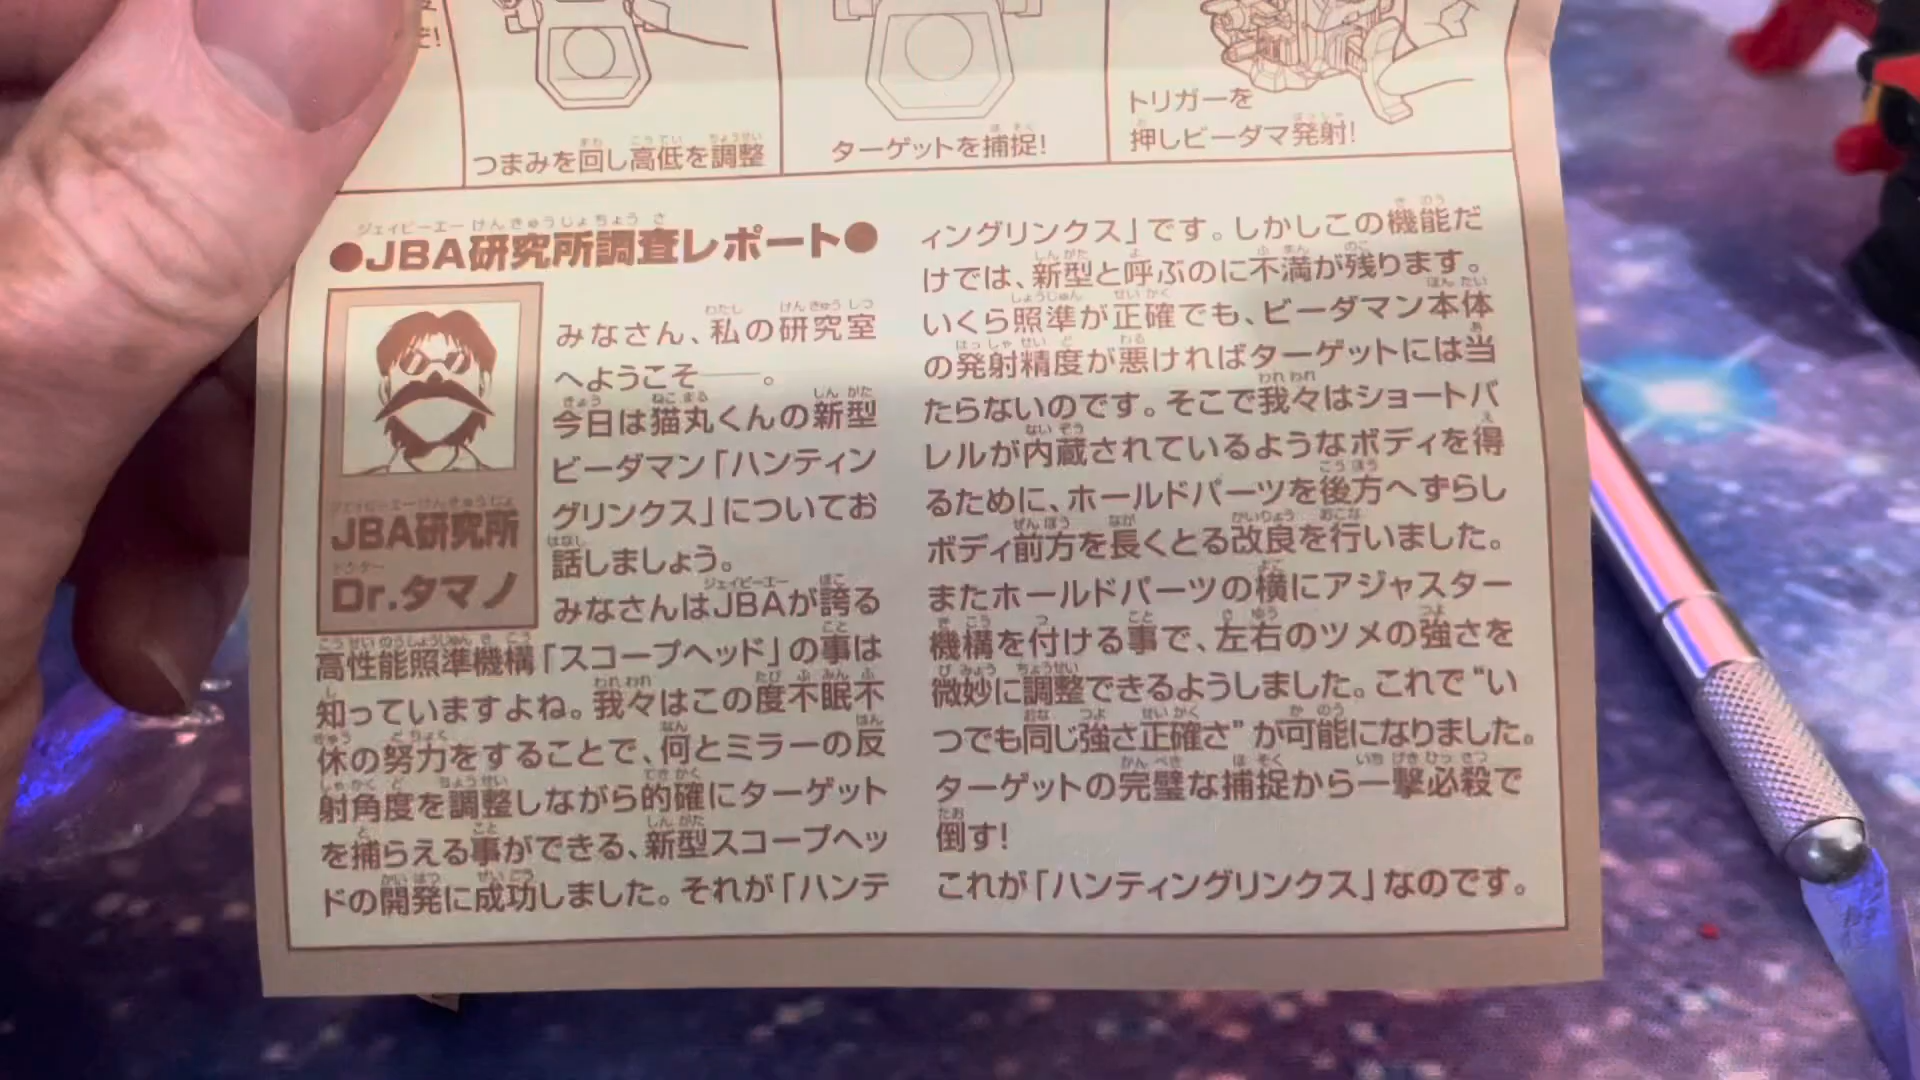 だ!
つまみを回し高低を調整
ターゲットを捕捉!
トリガーを
押しビーダマ発射!
●JBA研究所調査レポート●
JBA研究所
Dr.タマノ
みなさん、私の研究室
へようこそ――。
今日は猫丸くんの新型
ビーダマン「ハンティン
グリンクス」についてお
話しましょう。
みなさんはJBAが誇る
高性能照準機構「スコープヘッド」の事は
知っていますよね。我々はこの度不眠不
休の努力をすることで、何とミラーの反
射角度を調整しながら的確にターゲット
を捕らえる事ができる、新型スコープヘッ
ドの開発に成功しました。それが「ハンテ
ィングリンクス」です。しかしこの機能だ
けでは、新型と呼ぶのに不満が残ります。
いくら照準が正確でも、ビーダマン本体
の発射精度が悪ければターゲットには当
たらないのです。そこで我々はショートバ
レルが内蔵されているようなボディを得
るために、ホールドパーツを後方へずらし
ボディ前方を長くとる改良を行いました。
またホールドパーツの横にアジャスター
機構を付ける事で、左右のツメの強さを
微妙に調整できるようしました。これで“い
つでも同じ強さ正確さ”が可能になりました。
ターゲットの完璧な捕捉から一撃必殺で
倒す!
これが「ハンティングリンクス」なのです。